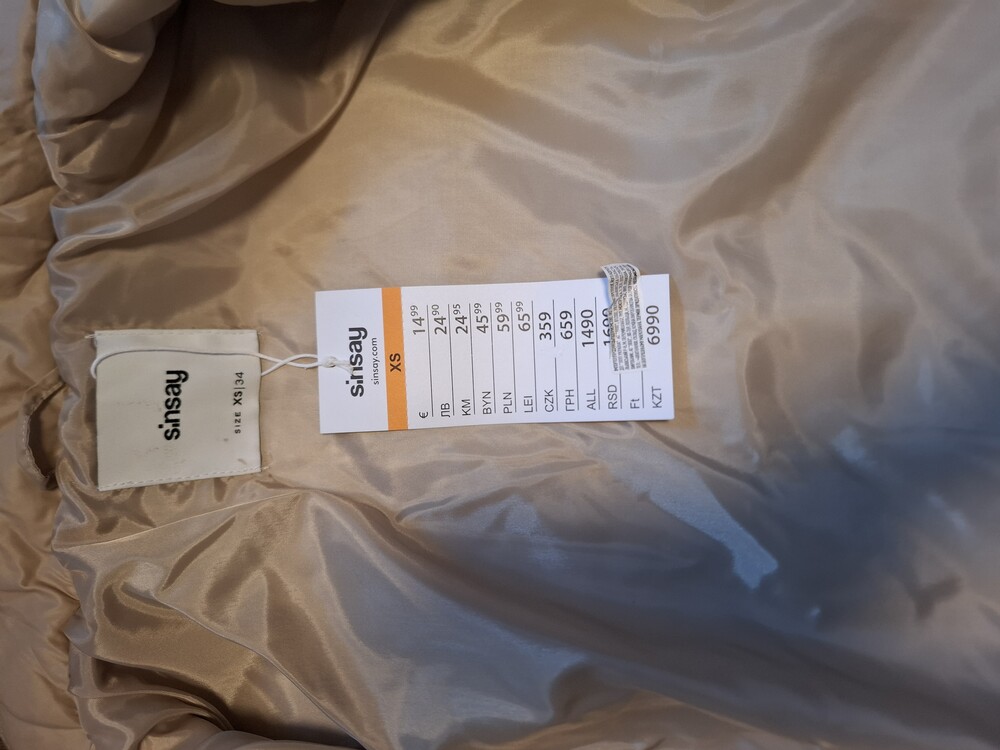 sinsay
SIZE XS|34
sinsay
sinsay.com
XS
€ 14⁹⁹
ЛВ 24⁹⁰
KM 24⁹⁵
BYN 45⁹⁹
PLN 59⁹⁹
LEI 65⁹⁹
CZK 359
ГРН 659
ALL 1490
RSD
Ft
KZT 6990